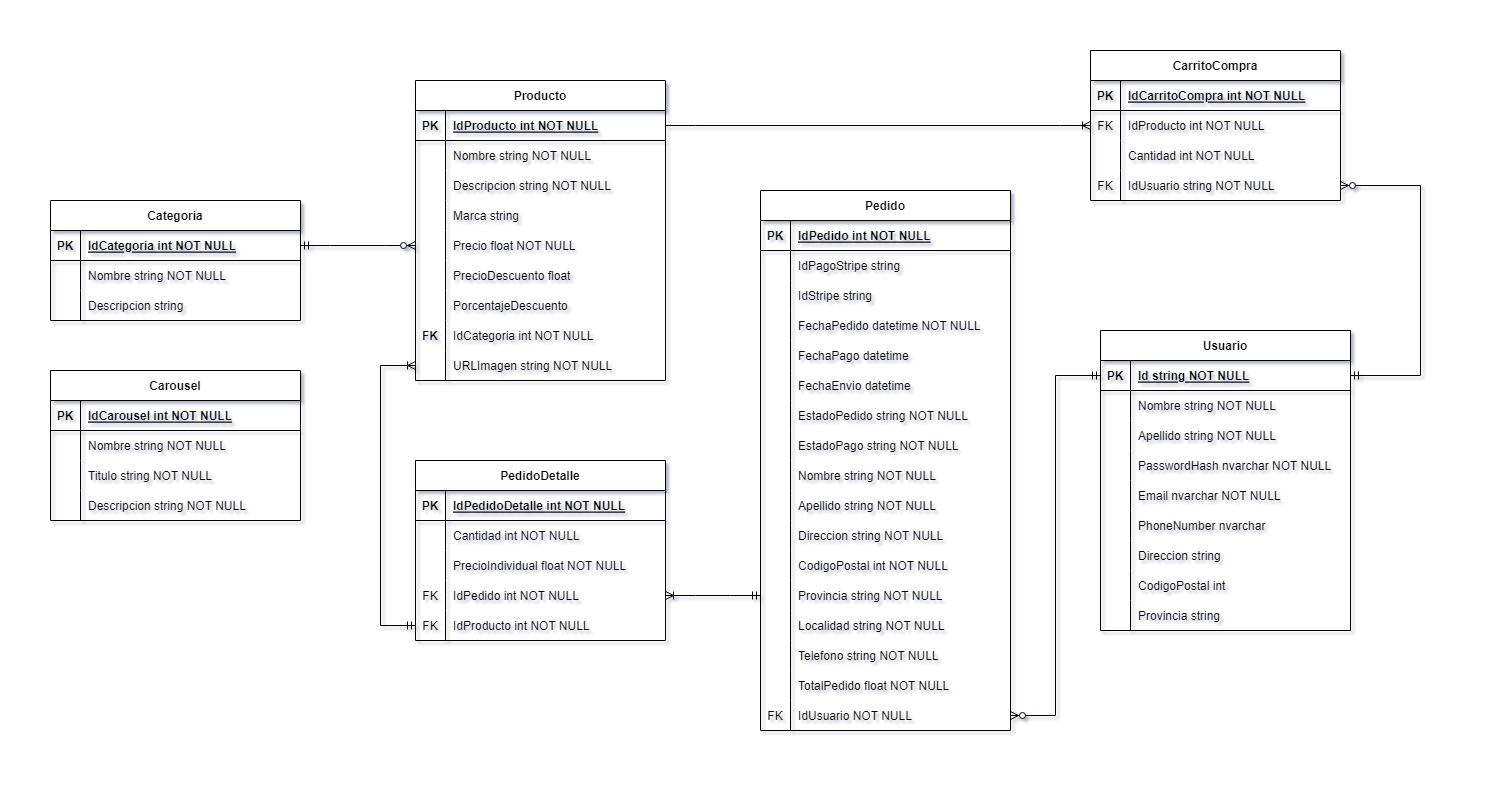 Categoria
PK IdCategoria int NOT NULL
Nombre string NOT NULL
Descripcion string
Carousel
PK IdCarousel int NOT NULL
Nombre string NOT NULL
Titulo string NOT NULL
Descripcion string NOT NULL
Producto
PK IdProducto int NOT NULL
Nombre string NOT NULL
Descripcion string NOT NULL
Marca string
Precio float NOT NULL
PrecioDescuento float
PorcentajeDescuento
FK IdCategoria int NOT NULL
URLImagen string NOT NULL
PedidoDetalle
PK IdPedidoDetalle int NOT NULL
Cantidad int NOT NULL
PrecioIndividual float NOT NULL
FK IdPedido int NOT NULL
FK IdProducto int NOT NULL
Pedido
PK IdPedido int NOT NULL
IdPagoStripe string
IdStripe string
FechaPedido datetime NOT NULL
FechaPago datetime
FechaEnvio datetime
EstadoPedido string NOT NULL
EstadoPago string NOT NULL
Nombre string NOT NULL
Apellido string NOT NULL
Direccion string NOT NULL
CodigoPostal int NOT NULL
Provincia string NOT NULL
Localidad string NOT NULL
Telefono string NOT NULL
TotalPedido float NOT NULL
FK IdUsuario NOT NULL
CarritoCompra
PK IdCarritoCompra int NOT NULL
FK IdProducto int NOT NULL
Cantidad int NOT NULL
FK IdUsuario string NOT NULL
Usuario
PK Id string NOT NULL
Nombre string NOT NULL
Apellido string NOT NULL
PasswordHash nvarchar NOT NULL
Email nvarchar NOT NULL
PhoneNumber nvarchar
Direccion string
CodigoPostal int
Provincia string